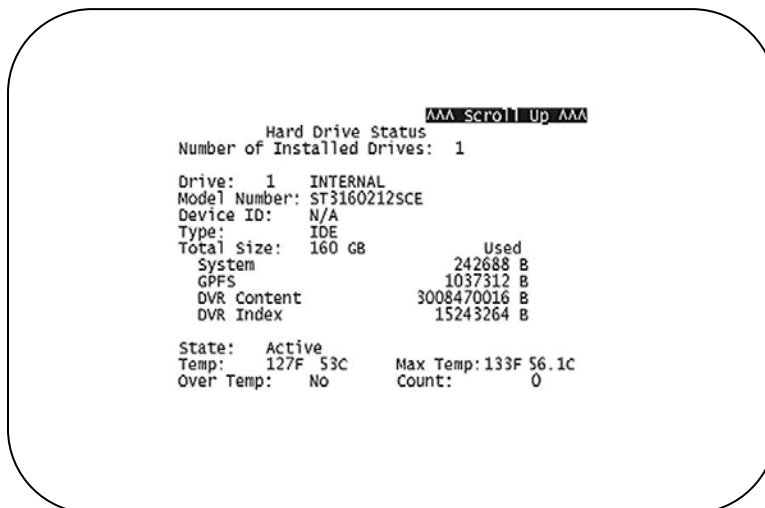 ᴧᴧᴧ Scroll Up ᴧᴧᴧ
Hard Drive Status
Number of Installed Drives: 1
Drive: 1 INTERNAL
Model Number: ST3160212SCE
Device ID: N/A
Type: IDE
Total Size: 160 GB Used
System 242688 B
GPFS 1037312 B
DVR Content 3008470016 B
DVR Index 15243264 B
State: Active
Temp: 127F 53C Max Temp: 133F 56.1C
Over Temp: No Count: 0